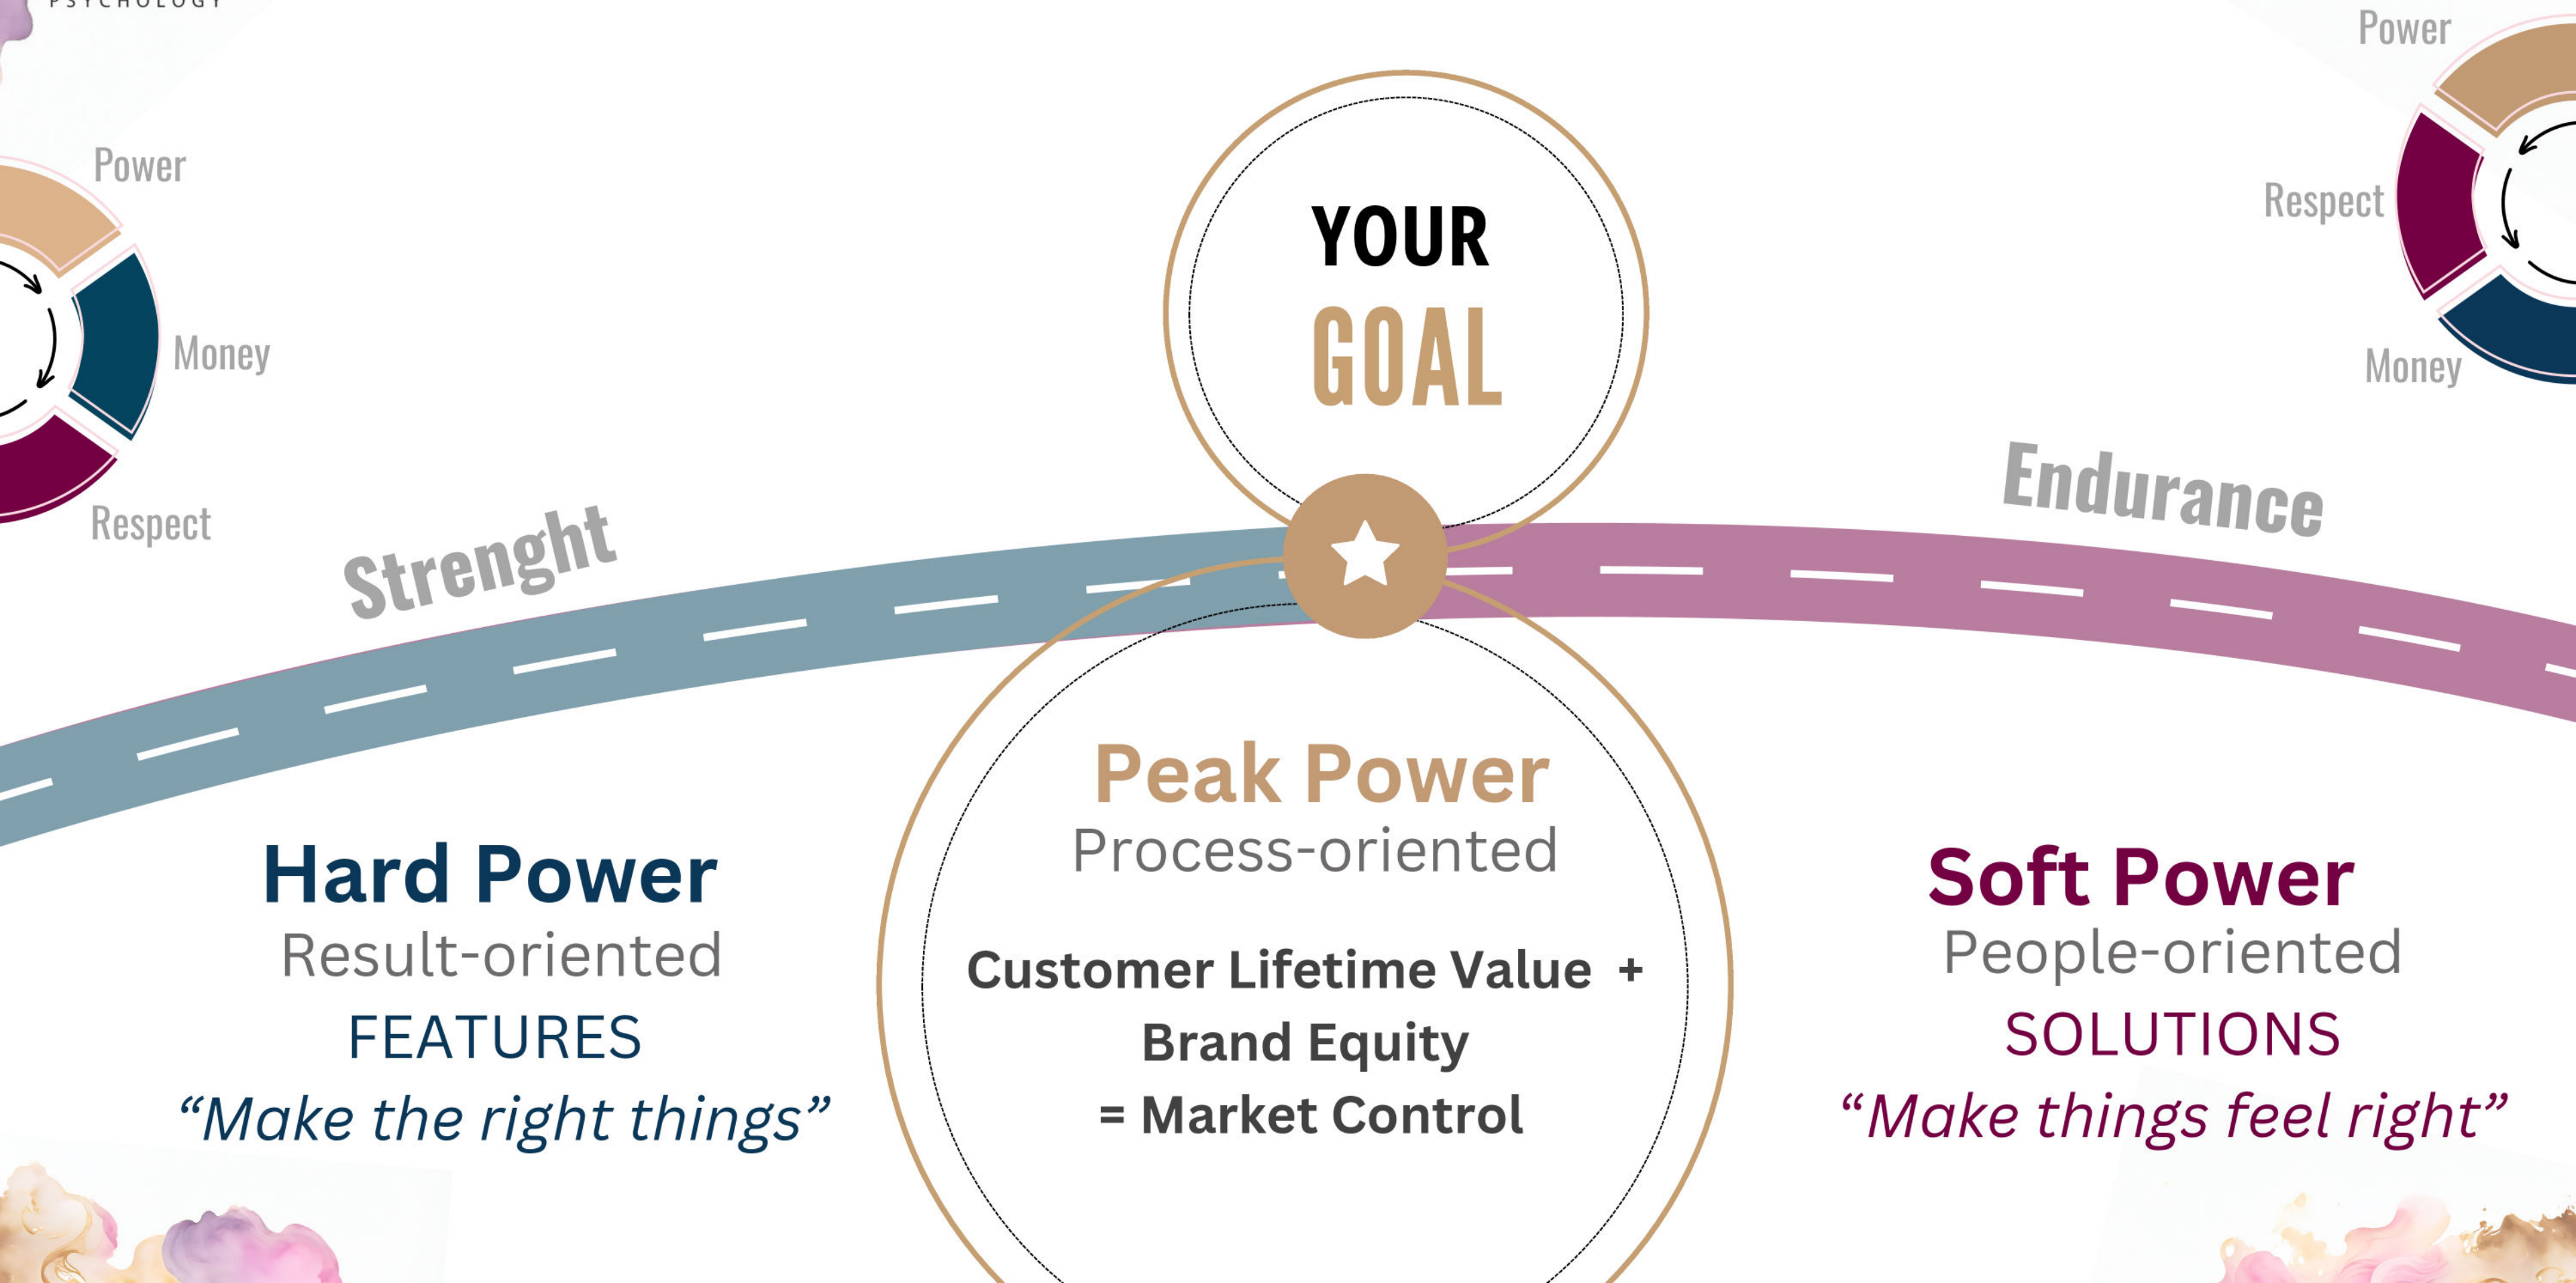 PSYCHOLOGY
Power
Money
Respect
Power
Respect
Money
YOUR
GOAL
Strenght
Endurance
Hard Power
Result-oriented
FEATURES
“Make the right things”
Peak Power
Process-oriented
Customer Lifetime Value +
Brand Equity
= Market Control
Soft Power
People-oriented
SOLUTIONS
“Make things feel right”